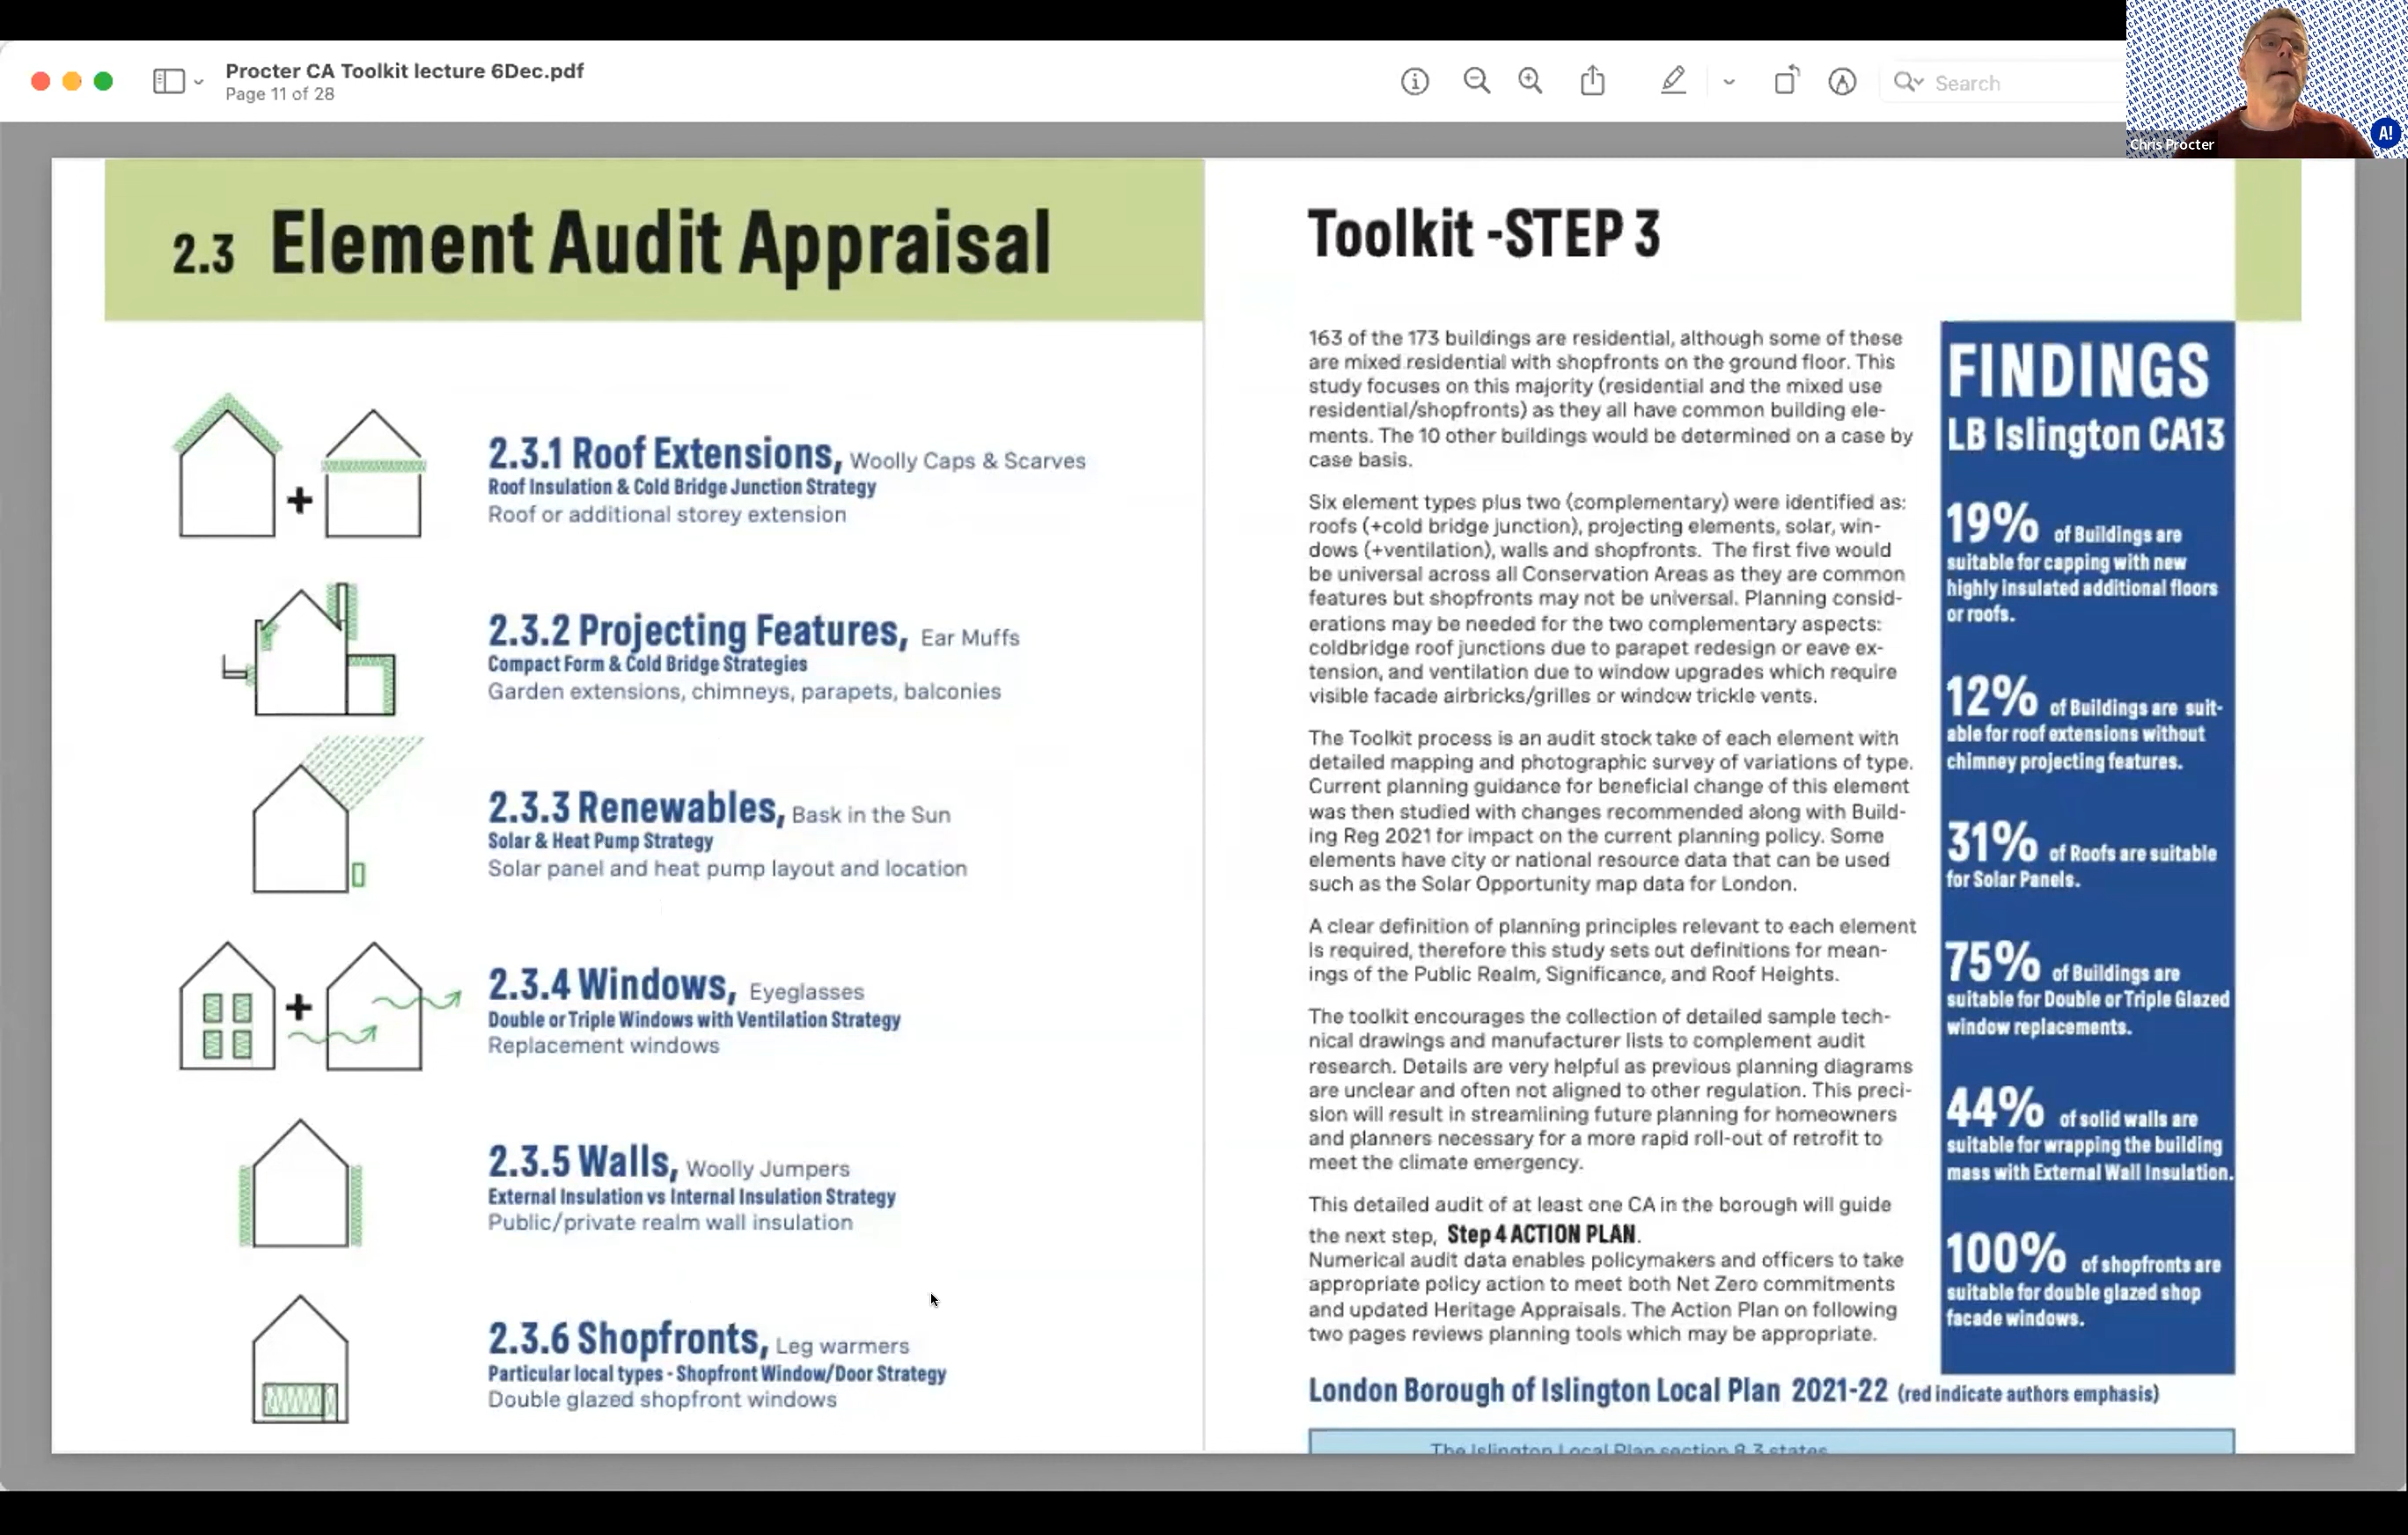 Procter CA Toolkit lecture 6Dec.pdf
Page 11 of 28
Search
Chris Procter
A!
2.3 Element Audit Appraisal
2.3.1 Roof Extensions, Woolly Caps & Scarves
Roof Insulation & Cold Bridge Junction Strategy
Roof or additional storey extension
2.3.2 Projecting Features, Ear Muffs
Compact Form & Cold Bridge Strategies
Garden extensions, chimneys, parapets, balconies
2.3.3 Renewables, Bask in the Sun
Solar & Heat Pump Strategy
Solar panel and heat pump layout and location
2.3.4 Windows, Eyeglasses
Double or Triple Windows with Ventilation Strategy
Replacement windows
2.3.5 Walls, Woolly Jumpers
External Insulation vs Internal Insulation Strategy
Public/private realm wall insulation
2.3.6 Shopfronts, Leg warmers
Particular local types - Shopfront Window/Door Strategy
Double glazed shopfront windows
Toolkit -STEP 3
163 of the 173 buildings are residential, although some of these
are mixed residential with shopfronts on the ground floor. This
study focuses on this majority (residential and the mixed use
residential/shopfronts) as they all have common building ele-
ments. The 10 other buildings would be determined on a case by
case basis.
Six element types plus two (complementary) were identified as:
roofs (+cold bridge junction), projecting elements, solar, win-
dows (+ventilation), walls and shopfronts. The first five would
be universal across all Conservation Areas as they are common
features but shopfronts may not be universal. Planning consid-
erations may be needed for the two complementary aspects:
coldbridge roof junctions due to parapet redesign or eave ex-
tension, and ventilation due to window upgrades which require
visible facade airbricks/grilles or window trickle vents.
The Toolkit process is an audit stock take of each element with
detailed mapping and photographic survey of variations of type.
Current planning guidance for beneficial change of this element
was then studied with changes recommended along with Build-
ing Reg 2021 for impact on the current planning policy. Some
elements have city or national resource data that can be used
such as the Solar Opportunity map data for London.
A clear definition of planning principles relevant to each element
is required, therefore this study sets out definitions for mean-
ings of the Public Realm, Significance, and Roof Heights.
The toolkit encourages the collection of detailed sample tech-
nical drawings and manufacturer lists to complement audit
research. Details are very helpful as previous planning diagrams
are unclear and often not aligned to other regulation. This preci-
sion will result in streamlining future planning for homeowners
and planners necessary for a more rapid roll-out of retrofit to
meet the climate emergency.
This detailed audit of at least one CA in the borough will guide
the next step, Step 4 ACTION PLAN.
Numerical audit data enables policymakers and officers to take
appropriate policy action to meet both Net Zero commitments
and updated Heritage Appraisals. The Action Plan on following
two pages reviews planning tools which may be appropriate.
FINDINGS
LB Islington CA13
19% of Buildings are
suitable for capping with new
highly insulated additional floors
or roofs.
12% of Buildings are suit-
able for roof extensions without
chimney projecting features.
31% of Roofs are suitable
for Solar Panels.
75% of Buildings are
suitable for Double or Triple Glazed
window replacements.
44% of solid walls are
suitable for wrapping the building
mass with External Wall Insulation.
100% of shopfronts are
suitable for double glazed shop
facade windows.
London Borough of Islington Local Plan 2021-22 (red indicate authors emphasis)
The Islington Local Plan section 8.3 states